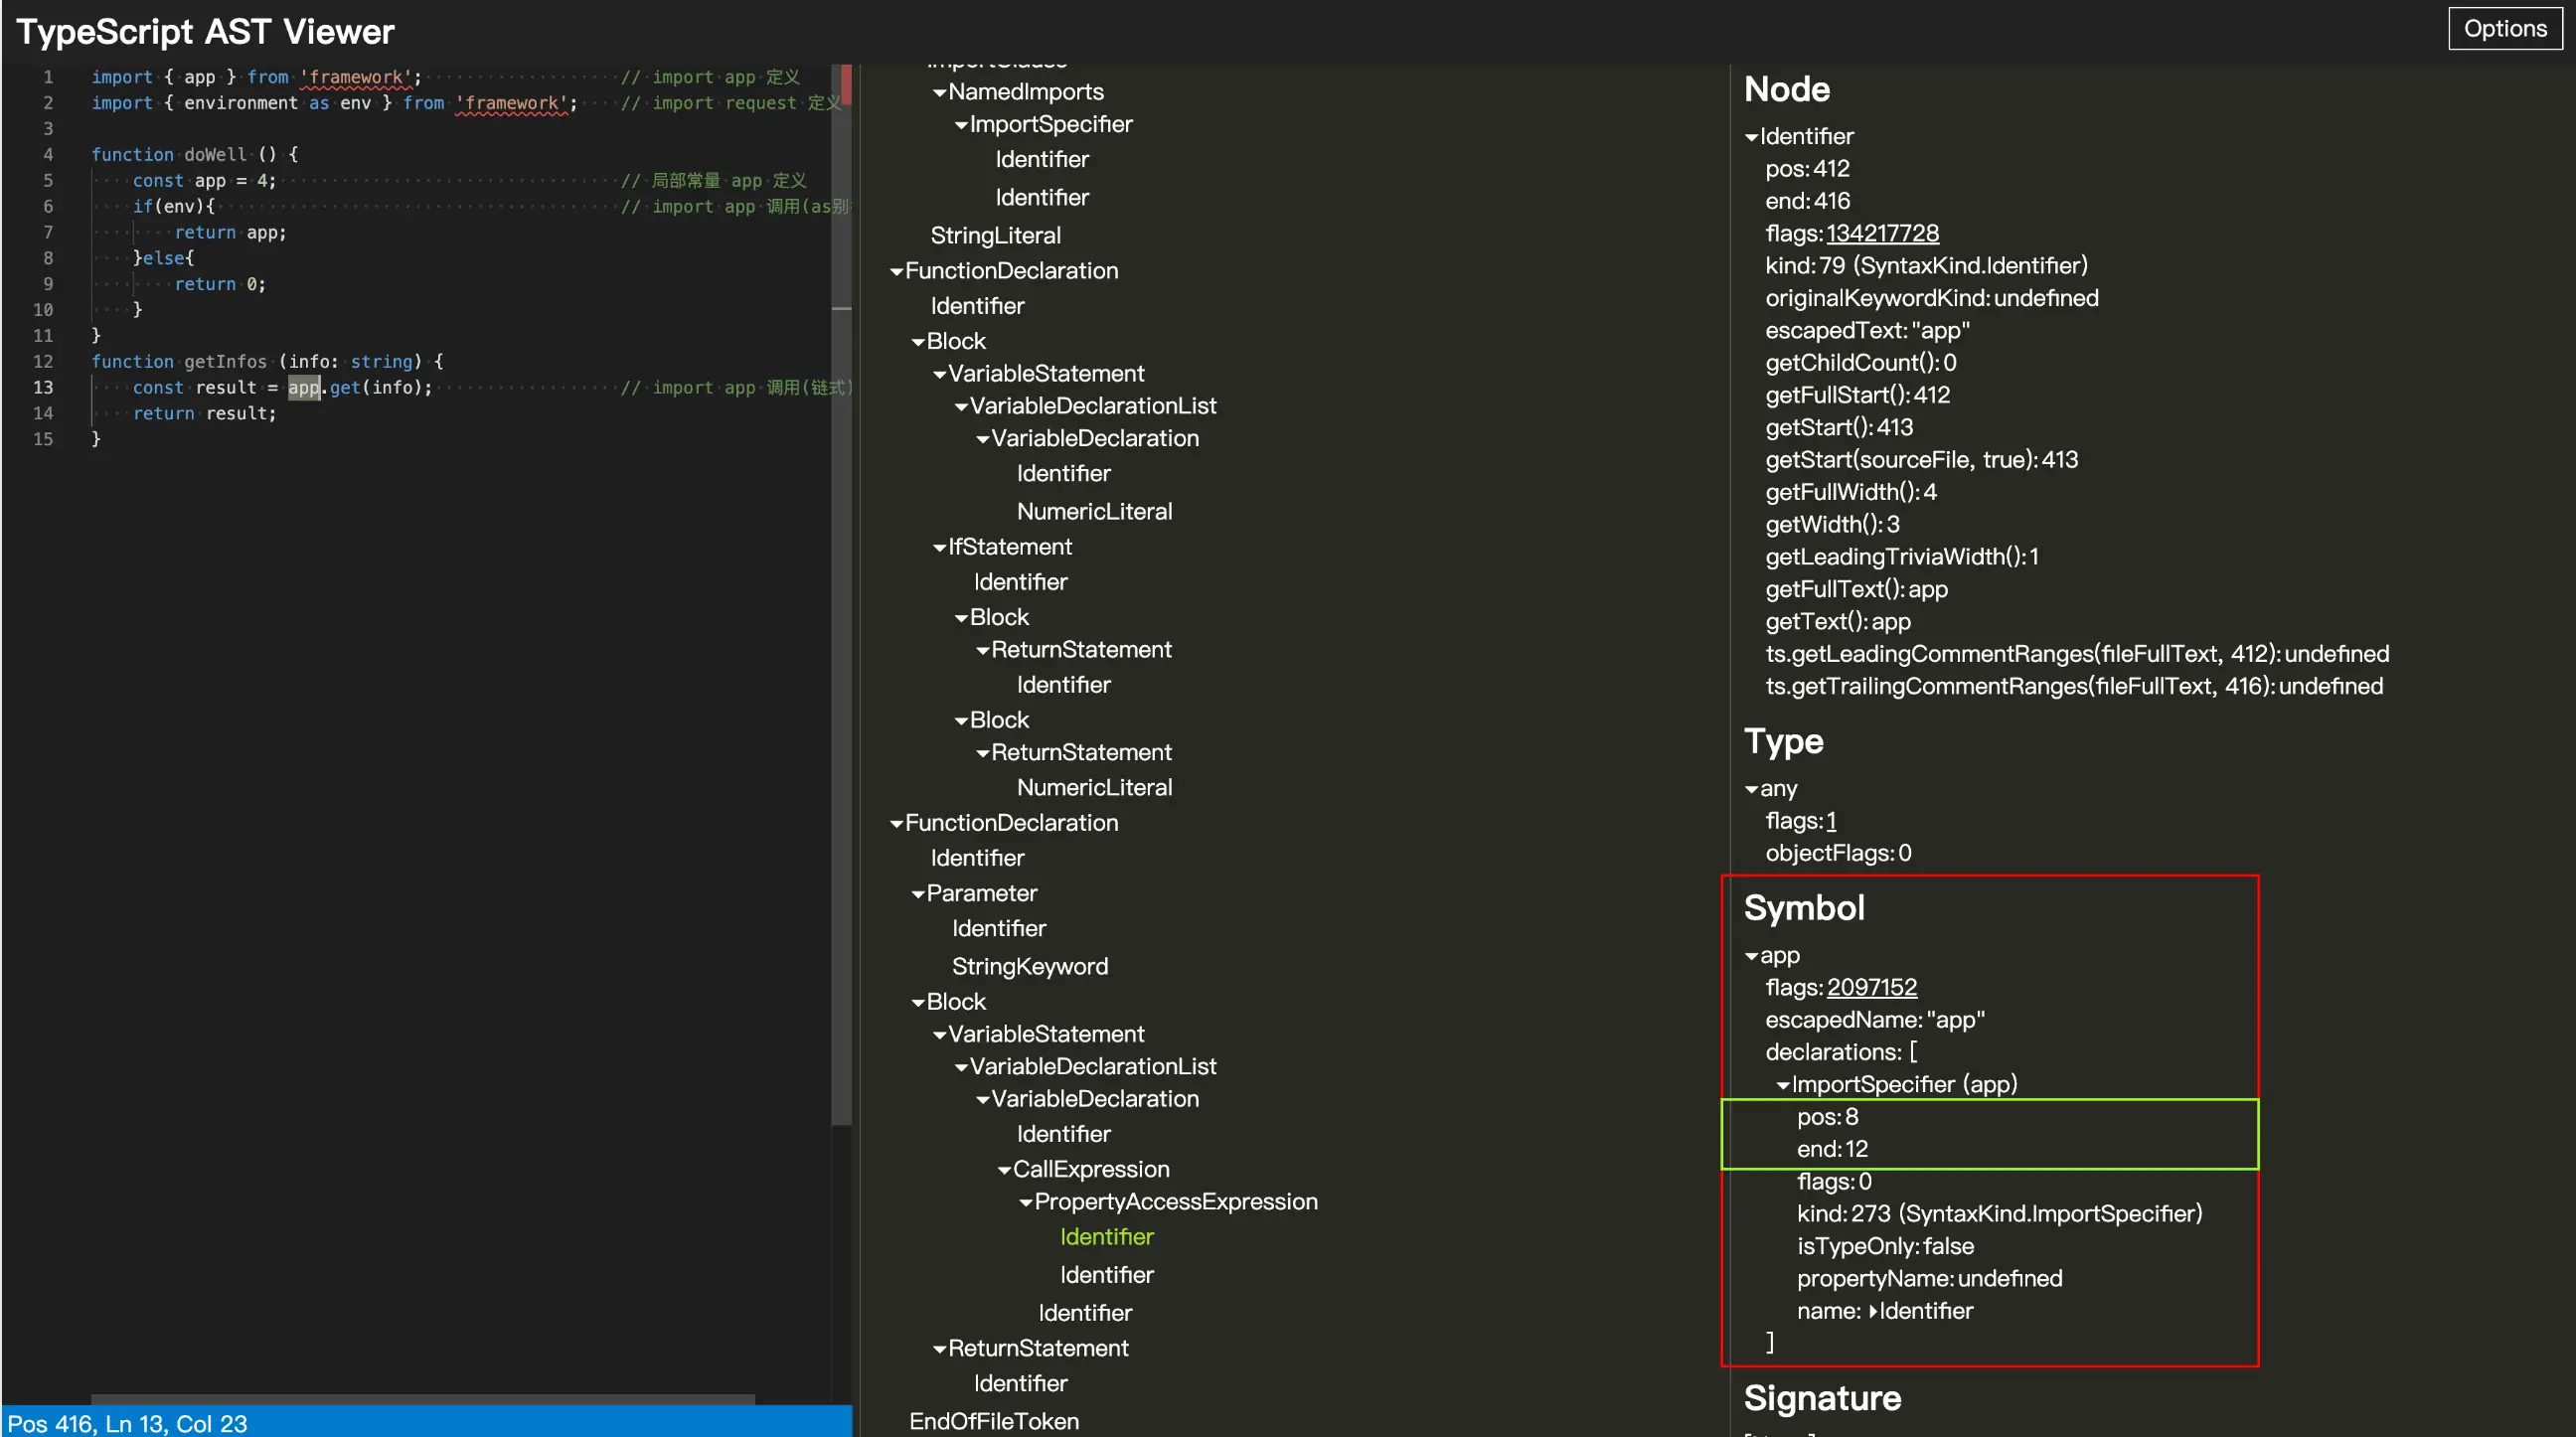 TypeScript AST Viewer
Options
1 import { app } from 'framework'; // import app 定义
2 import { environment as env } from 'framework'; // import request 定义
3
4 function doWell () {
5 const app = 4; // 局部常量 app 定义
6 if(env){ // import app 调用(as别
7 return app;
8 }else{
9 return 0;
10 }
11 }
12 function getInfos (info: string) {
13 const result = app.get(info); // import app 调用(链式)
14 return result;
15 }
Pos 416, Ln 13, Col 23
ImportClause
NamedImports
ImportSpecifier
Identifier
Identifier
StringLiteral
FunctionDeclaration
Identifier
Block
VariableStatement
VariableDeclarationList
VariableDeclaration
Identifier
NumericLiteral
IfStatement
Identifier
Block
ReturnStatement
Identifier
Block
ReturnStatement
NumericLiteral
FunctionDeclaration
Identifier
Parameter
Identifier
StringKeyword
Block
VariableStatement
VariableDeclarationList
VariableDeclaration
Identifier
CallExpression
PropertyAccessExpression
Identifier
Identifier
Identifier
ReturnStatement
Identifier
EndOfFileToken
Node
Identifier
pos:412
end:416
flags:134217728
kind:79 (SyntaxKind.Identifier)
originalKeywordKind:undefined
escapedText:"app"
getChildCount():0
getFullStart():412
getStart():413
getStart(sourceFile, true):413
getFullWidth():4
getWidth():3
getLeadingTriviaWidth():1
getFullText():app
getText():app
ts.getLeadingCommentRanges(fileFullText, 412):undefined
ts.getTrailingCommentRanges(fileFullText, 416):undefined
Type
any
flags:1
objectFlags:0
Symbol
app
flags:2097152
escapedName:"app"
declarations: [
ImportSpecifier (app)
pos:8
end:12
flags:0
kind:273 (SyntaxKind.ImportSpecifier)
isTypeOnly:false
propertyName:undefined
name: Identifier
]
Signature